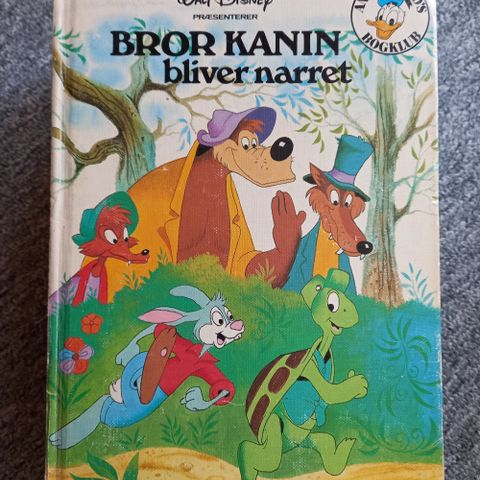 Walt Disney
PRÆSENTERER
BROR KANIN
bliver narret
BOGKLUB